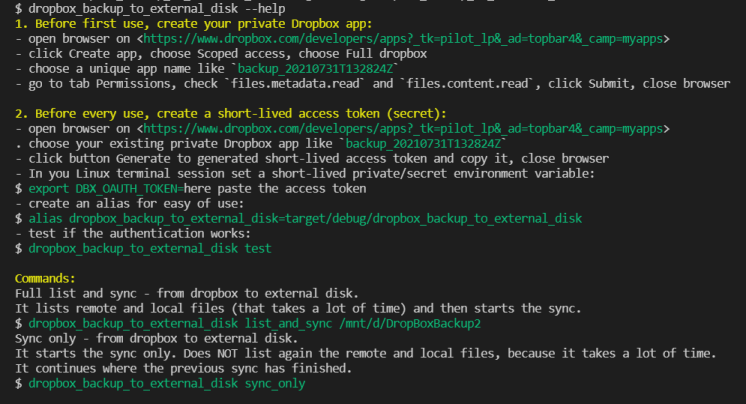 $ dropbox_backup_to_external_disk --help
1. Before first use, create your private Dropbox app:
- open browser on <https://www.dropbox.com/developers/apps?_tk=pilot_lp&_ad=topbar4&_camp=myapps>
- click Create app, choose Scoped access, choose Full dropbox
- choose a unique app name like `backup_20210731T132824Z`
- go to tab Permissions, check `files.metadata.read` and `files.content.read`, click Submit, close browser

2. Before every use, create a short-lived access token (secret):
- open browser on <https://www.dropbox.com/developers/apps?_tk=pilot_lp&_ad=topbar4&_camp=myapps>
. choose your existing private Dropbox app like `backup_20210731T132824Z`
- click button Generate to generated short-lived access token and copy it, close browser
- In you Linux terminal session set a short-lived private/secret environment variable:
$ export DBX_OAUTH_TOKEN=here paste the access token
- create an alias for easy of use:
$ alias dropbox_backup_to_external_disk=target/debug/dropbox_backup_to_external_disk
- test if the authentication works:
$ dropbox_backup_to_external_disk test

Commands:
Full list and sync - from dropbox to external disk.
It lists remote and local files (that takes a lot of time) and then starts the sync.
$ dropbox_backup_to_external_disk list_and_sync /mnt/d/DropBoxBackup2
Sync only - from dropbox to external disk.
It starts the sync only. Does NOT list again the remote and local files, because it takes a lot of time.
It continues where the previous sync has finished.
$ dropbox_backup_to_external_disk sync_only